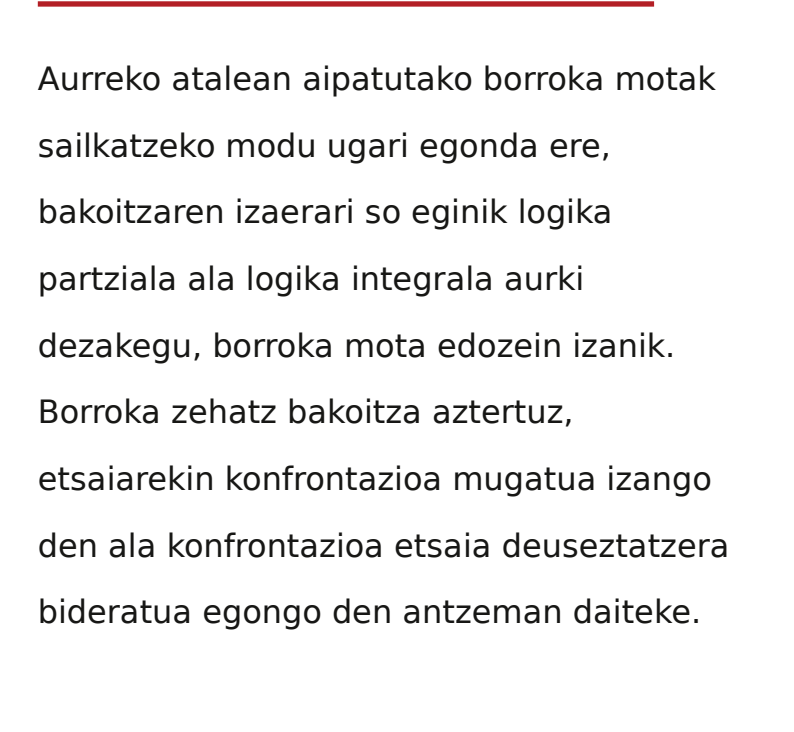 Aurreko atalean aipatutako borroka motak
sailkatzeko modu ugari egonda ere,
bakoitzaren izaerari so eginik logika
partziala ala logika integrala aurki
dezakegu, borroka mota edozein izanik.
Borroka zehatz bakoitza aztertuz,
etsaiarekin konfrontazioa mugatua izango
den ala konfrontazioa etsaia deuseztatzera
bideratua egongo den antzeman daiteke.